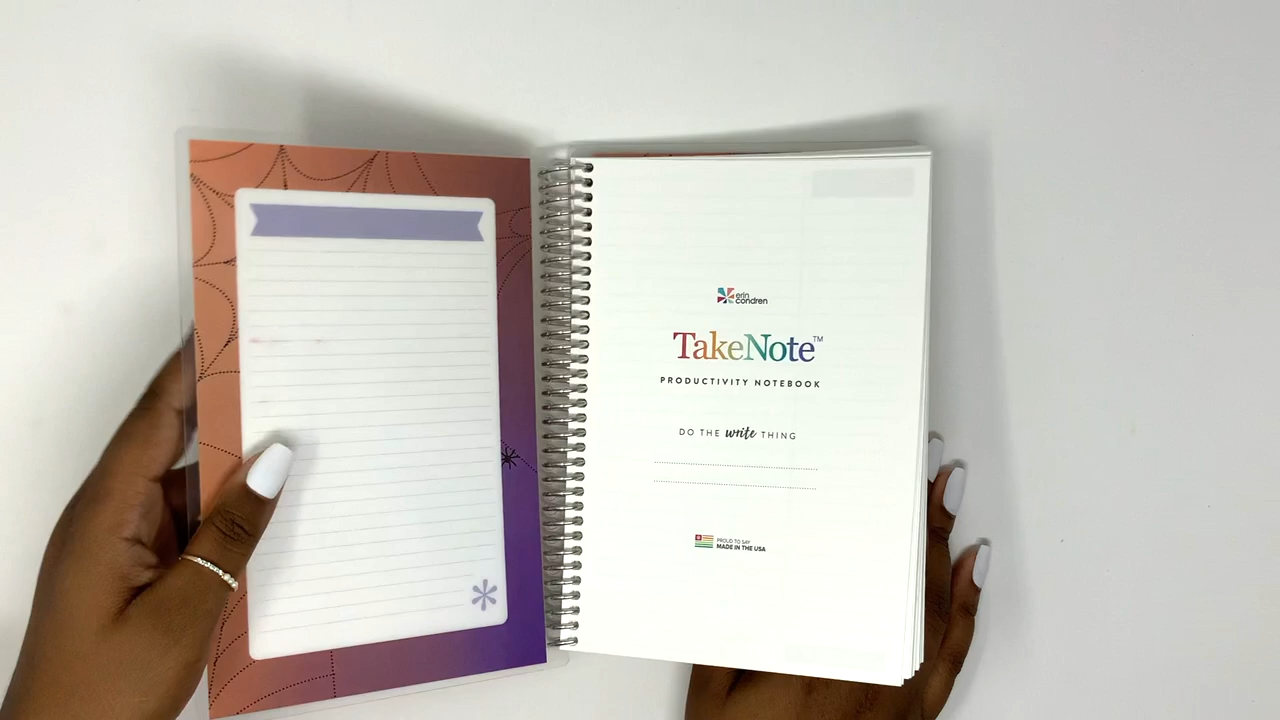 erin
condren
TakeNote™
PRODUCTIVITY NOTEBOOK
DO THE write THING
PROUD TO SAY
MADE IN THE USA